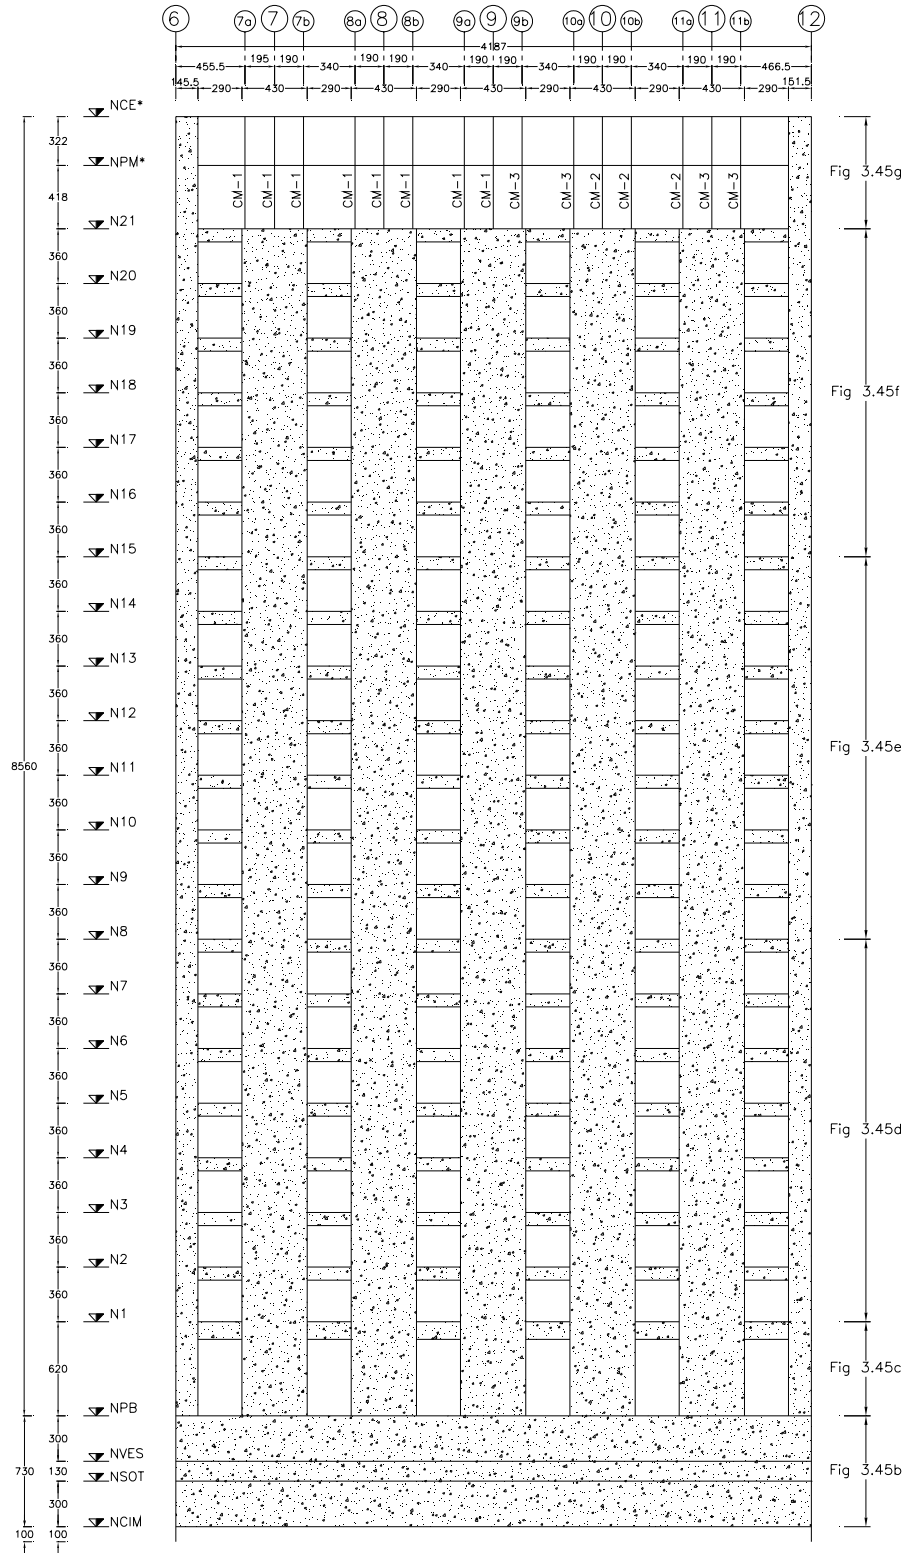 6 7a 7 7b 8a 8 8b 9a 9 9b 10a 10 10b 11a 11 11b 12
4187
195 190 190 190 190 190 190 190 190 190
455.5 340 340 340 340 466.5
145.5 151.5
290 430 290 430 290 430 290 430 290 430 290
NCE*
322
NPM* Fig 3.45g
418 CM-1 CM-1 CM-1 CM-1 CM-1 CM-1 CM-1 CM-1 CM-3 CM-3 CM-2 CM-2 CM-2 CM-3 CM-3
N21
360
N20
360
N19
360
N18 Fig 3.45f
360
N17
360
N16
360
N15
360
N14
360
N13
360
N12
360 Fig 3.45e
8560 N11
360
N10
360
N9
360
N8
360
N7
360
N6
360
N5 Fig 3.45d
360
N4
360
N3
360
N2
360
N1
620 Fig 3.45c
NPB
300
NVES
730 130 Fig 3.45b
NSOT
300
NCIM
100 100